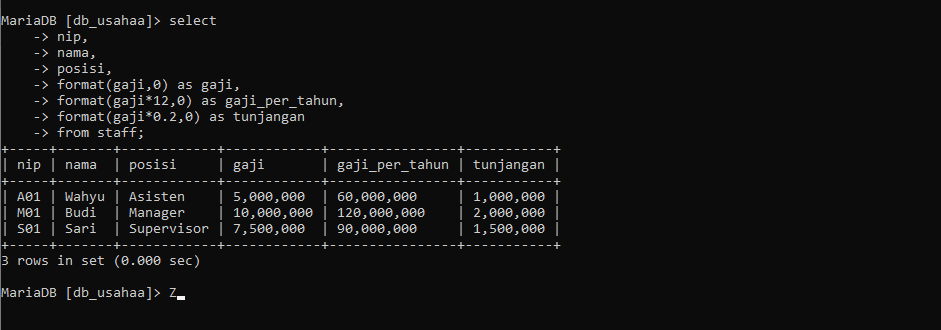 MariaDB [db_usahaa]> select
    -> nip,
    -> nama,
    -> posisi,
    -> format(gaji,0) as gaji,
    -> format(gaji*12,0) as gaji_per_tahun,
    -> format(gaji*0.2,0) as tunjangan
    -> from staff;
+-----+-------+------------+------------+----------------+-----------+
| nip | nama  | posisi     | gaji       | gaji_per_tahun | tunjangan |
+-----+-------+------------+------------+----------------+-----------+
| A01 | Wahyu | Asisten    | 5,000,000  | 60,000,000     | 1,000,000 |
| M01 | Budi  | Manager    | 10,000,000 | 120,000,000    | 2,000,000 |
| S01 | Sari  | Supervisor | 7,500,000  | 90,000,000     | 1,500,000 |
+-----+-------+------------+------------+----------------+-----------+
3 rows in set (0.000 sec)
MariaDB [db_usahaa]> Z